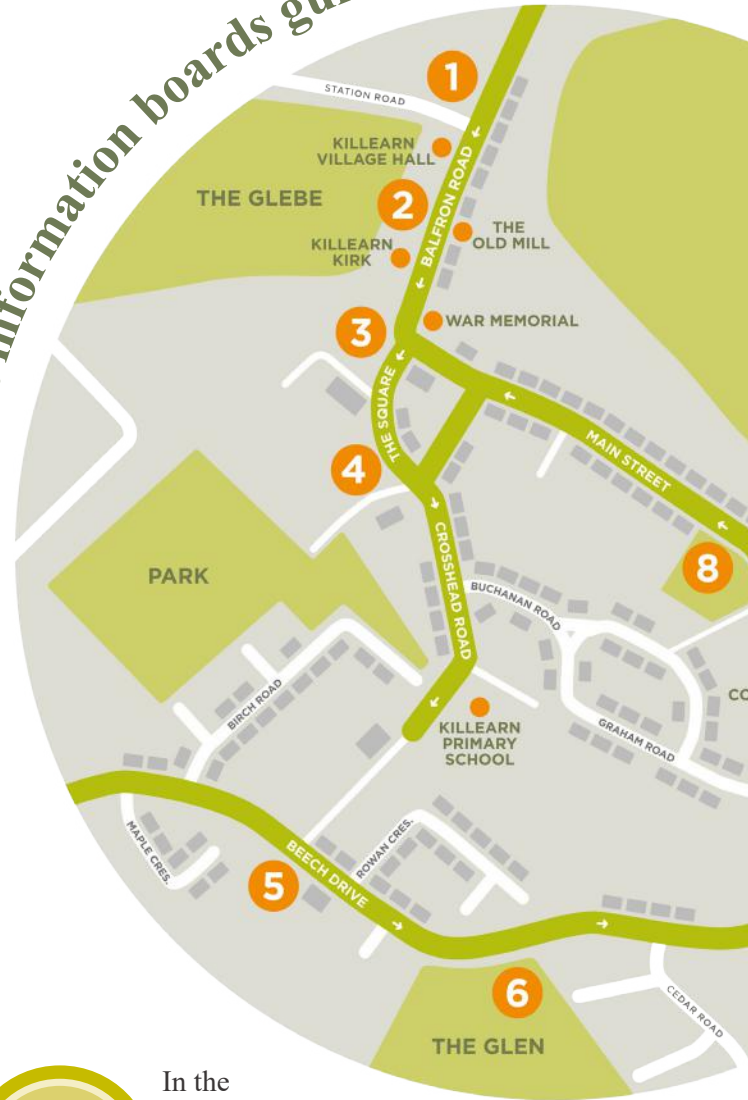 information boards
1
STATION ROAD
KILLEARN
VILLAGE HALL
THE GLEBE
2
BALFRON ROAD
THE
OLD MILL
KILLEARN
KIRK
3
WAR MEMORIAL
THE SQUARE
MAIN STREET
4
8
PARK
CROSSHEAD ROAD
BUCHANAN ROAD
BIRCH ROAD
KILLEARN
PRIMARY
SCHOOL
GRAHAM ROAD
MAPLE CRES.
ROWAN CRES.
BEECH DRIVE
5
6
THE GLEN
CEDAR ROAD
In the